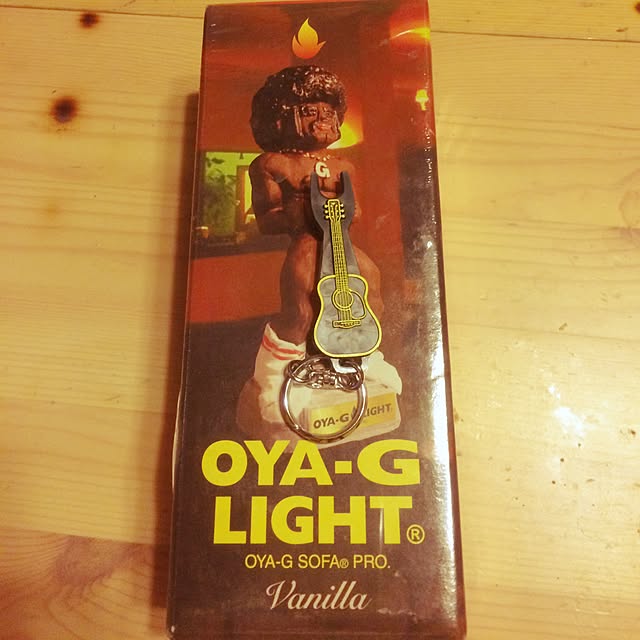 G
OYA-G LIGHT
OYA-G
LIGHT®
OYA-G SOFA® PRO.
Vanilla